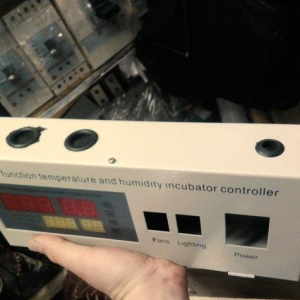 function temperature and humidity incubator controller
Fans
Lighting
Power